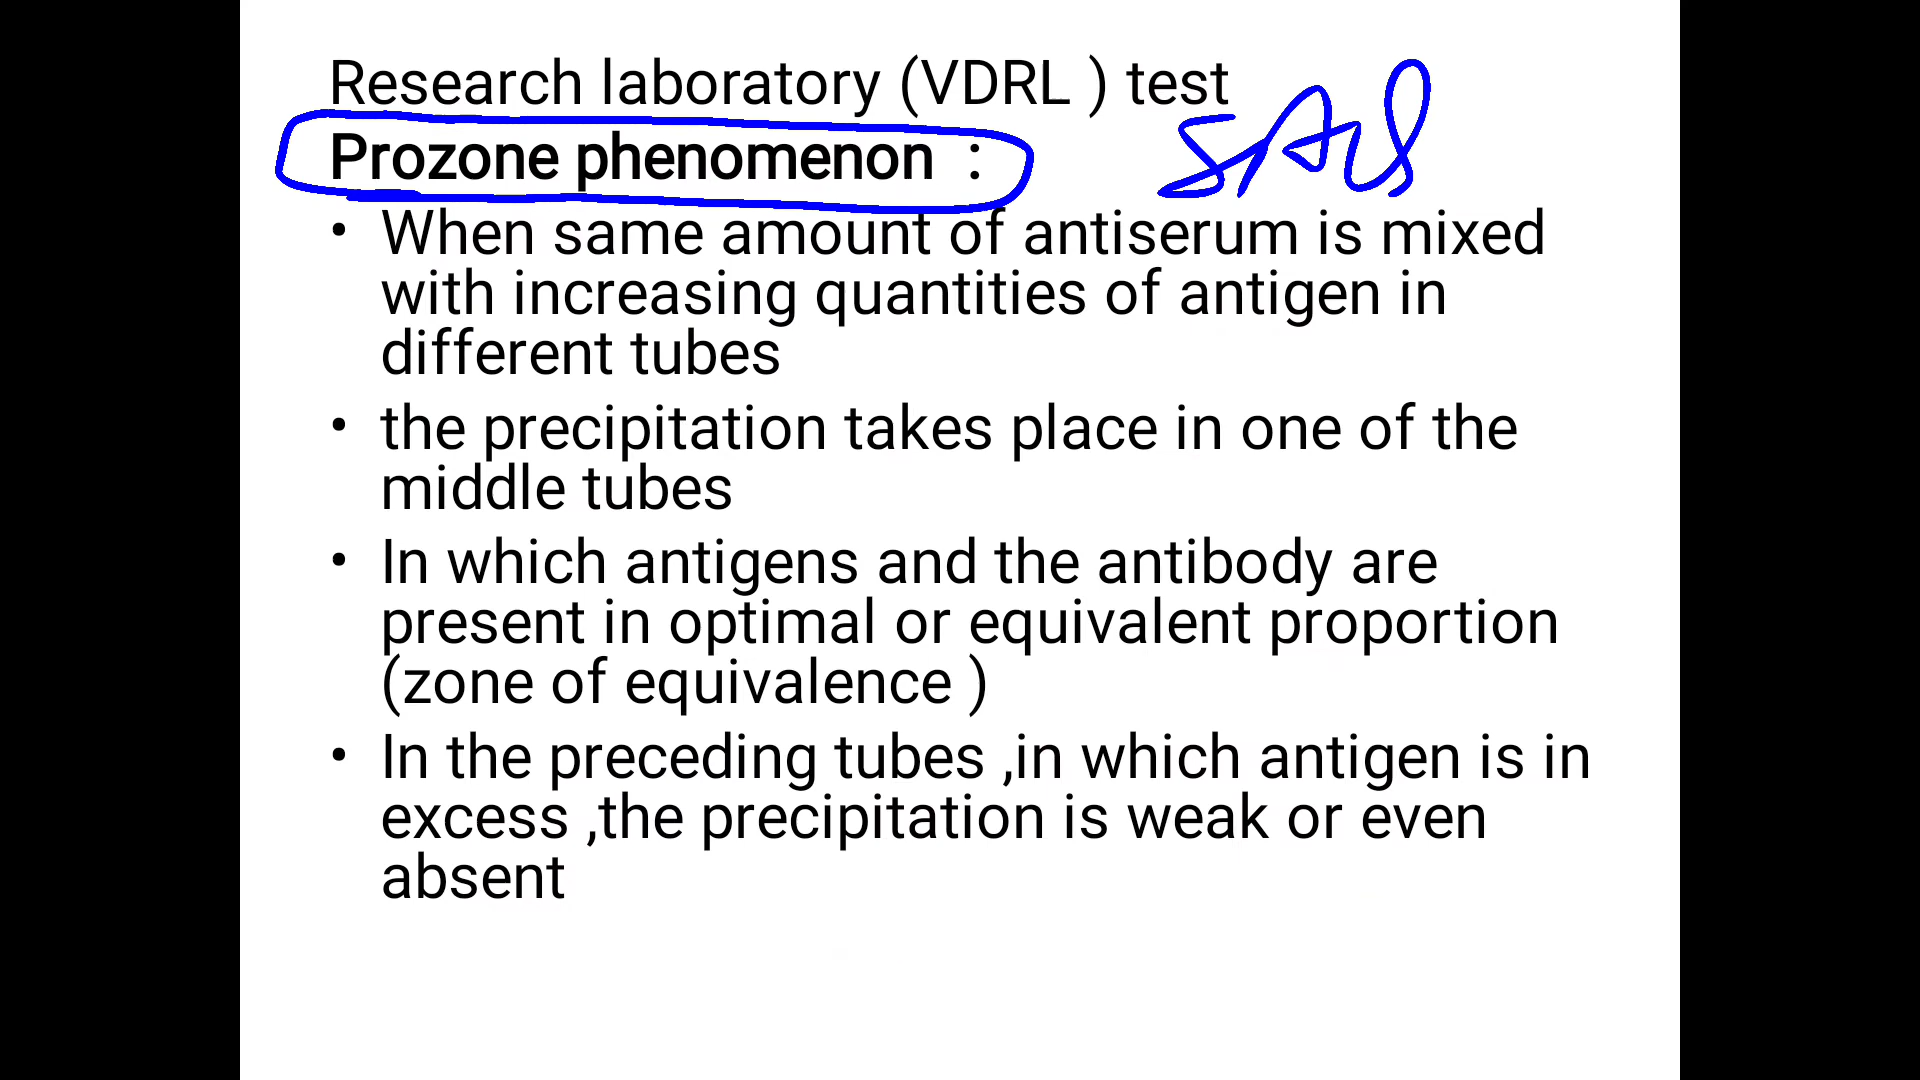 Research laboratory (VDRL ) test
Prozone phenomenon :
• When same amount of antiserum is mixed
with increasing quantities of antigen in
different tubes
• the precipitation takes place in one of the
middle tubes
• In which antigens and the antibody are
present in optimal or equivalent proportion
(zone of equivalence )
• In the preceding tubes ,in which antigen is in
excess ,the precipitation is weak or even
absent